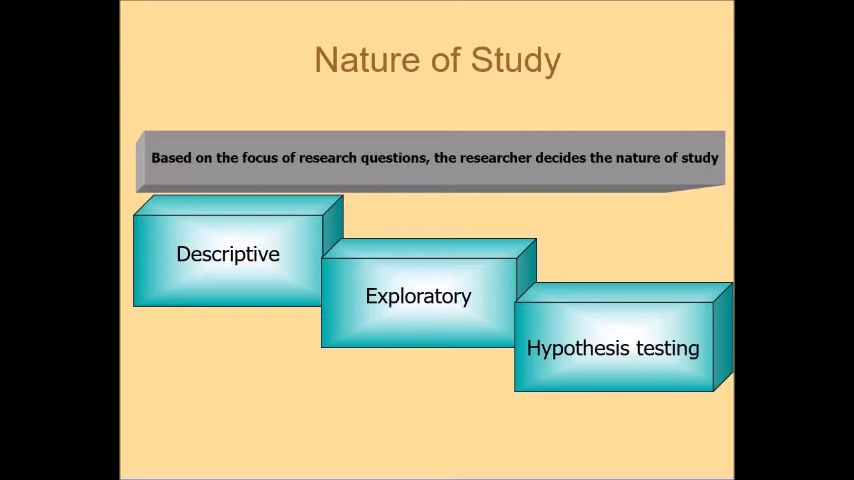 Nature of Study
Based on the focus of research questions, the researcher decides the nature of study
Descriptive
Exploratory
Hypothesis testing